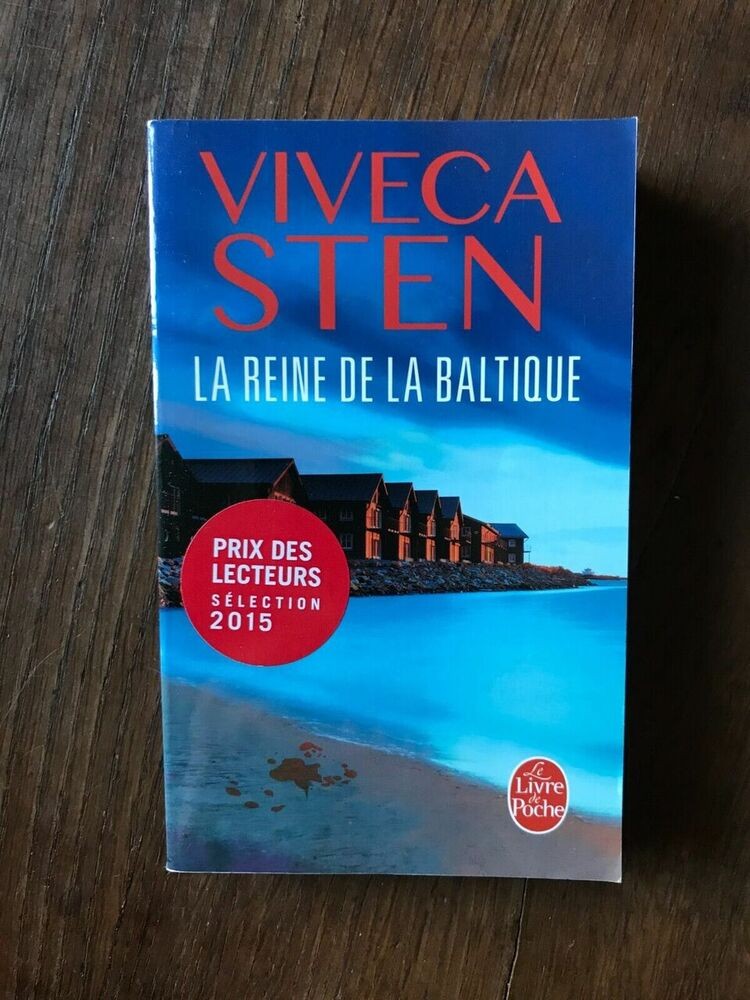 VIVECA
STEN
LA REINE DE LA BALTIQUE
PRIX DES
LECTEURS
SÉLECTION
2015
Le
Livre
de
Poche